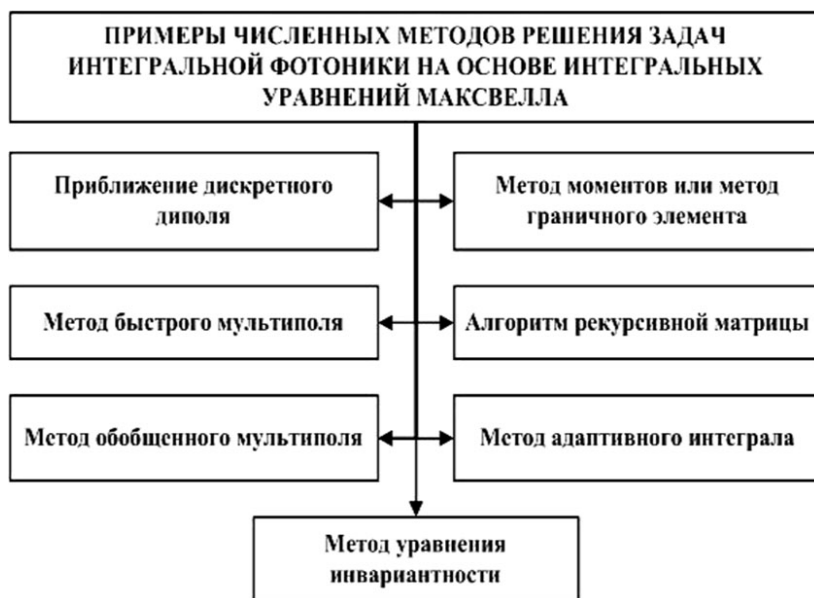 ПРИМЕРЫ ЧИСЛЕННЫХ МЕТОДОВ РЕШЕНИЯ ЗАДАЧ
ИНТЕГРАЛЬНОЙ ФОТОНИКИ НА ОСНОВЕ ИНТЕГРАЛЬНЫХ
УРАВНЕНИЙ МАКСВЕЛЛА
Приближение дискретного
диполя
Метод моментов или метод
граничного элемента
Метод быстрого мультиполя
Алгоритм рекурсивной матрицы
Метод обобщенного мультиполя
Метод адаптивного интеграла
Метод уравнения
инвариантности